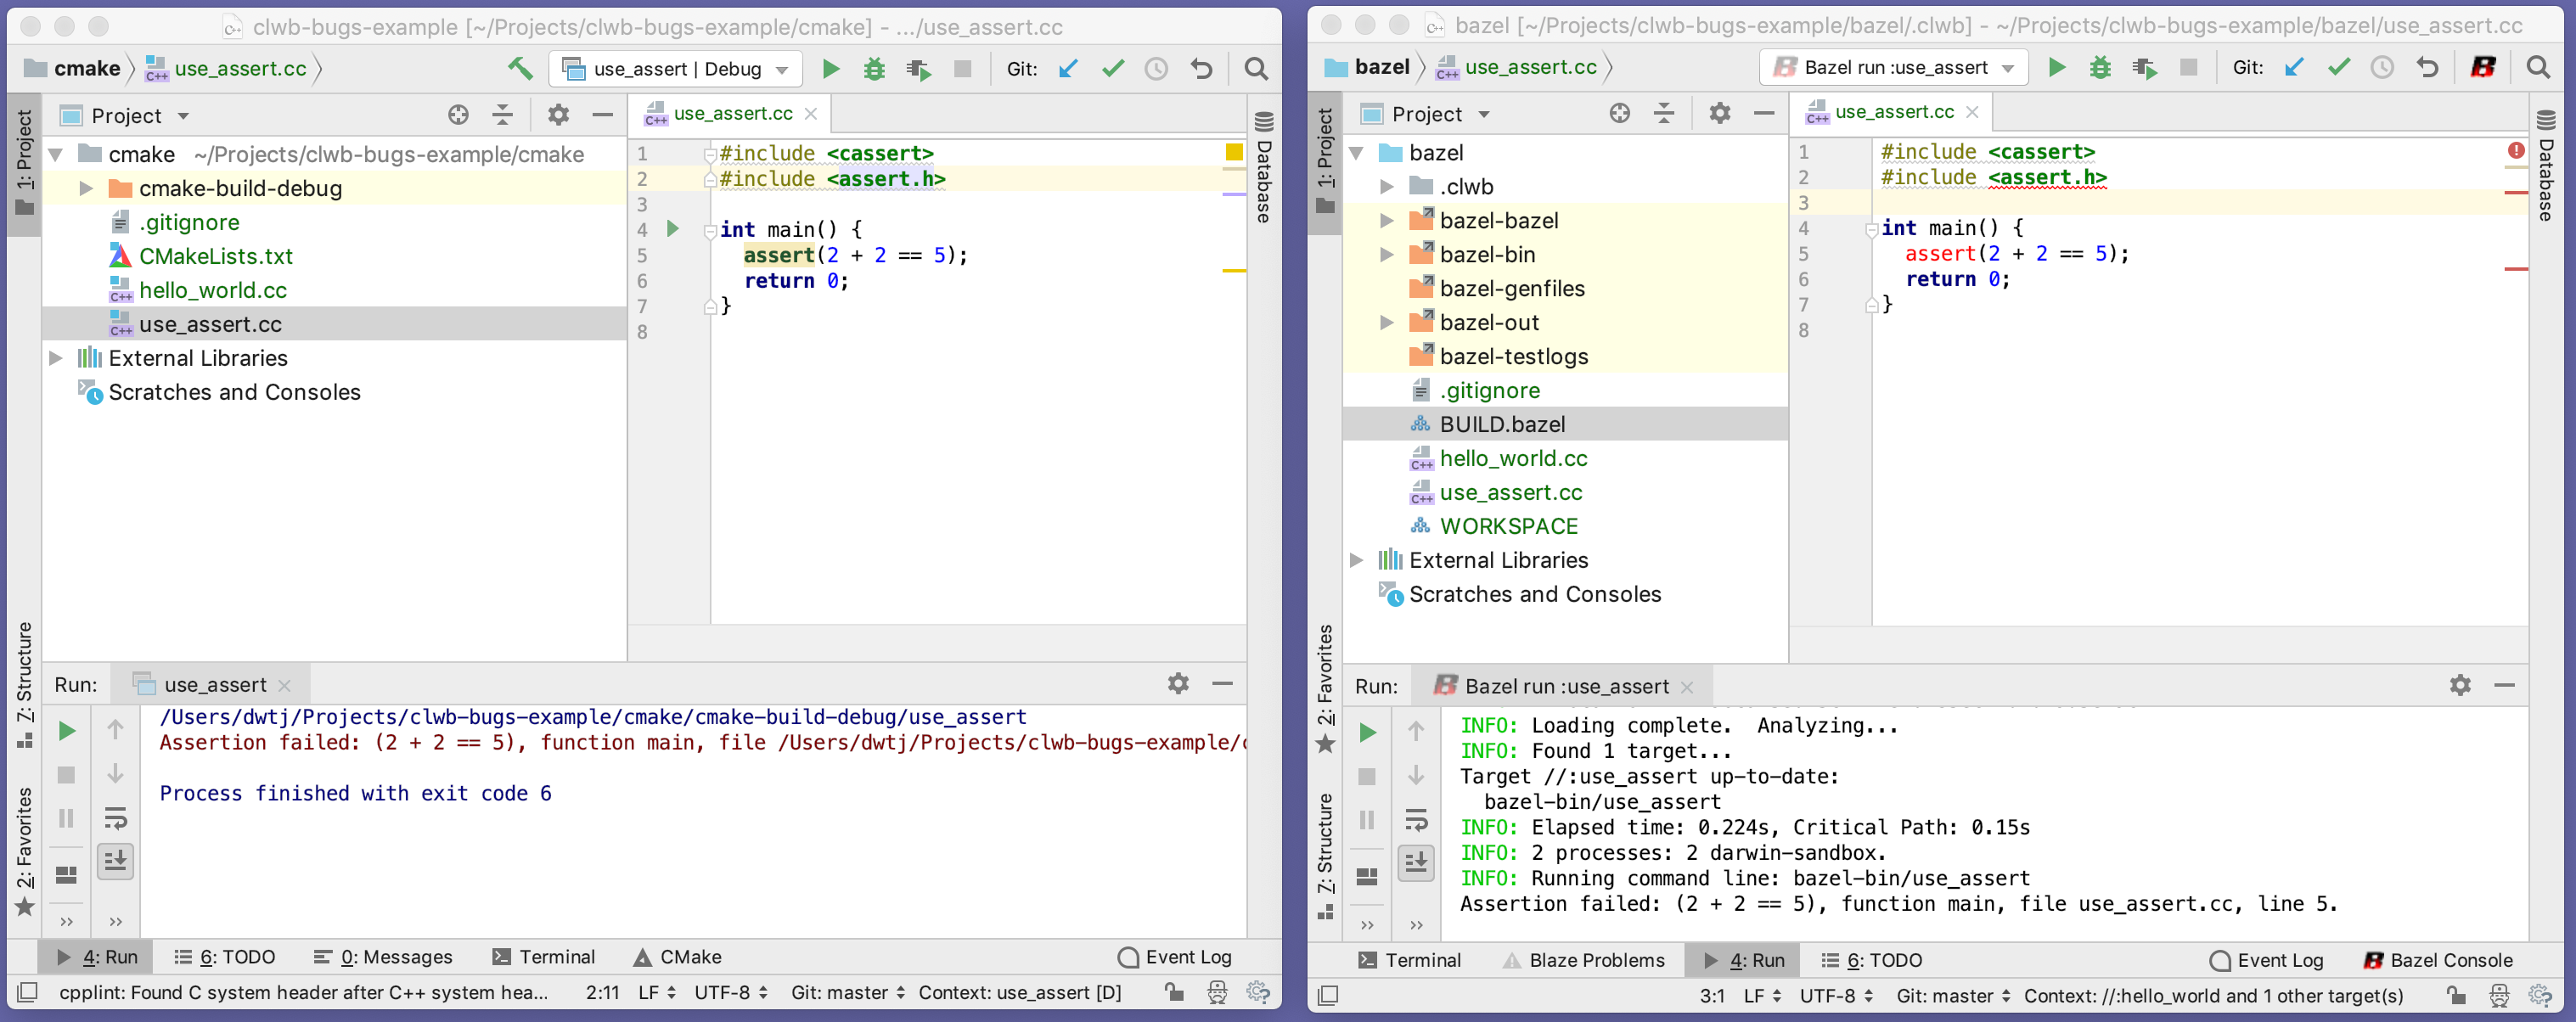 clwb-bugs-example [~/Projects/clwb-bugs-example/cmake] - .../use_assert.cc
cmake
use_assert.cc
use_assert | Debug
Git:
1: Project
Project
cmake ~/Projects/clwb-bugs-example/cmake
cmake-build-debug
.gitignore
CMakeLists.txt
hello_world.cc
use_assert.cc
External Libraries
Scratches and Consoles
use_assert.cc
1 #include <cassert>
2 #include <assert.h>
3
4 int main() {
5 assert(2 + 2 == 5);
6 return 0;
7 }
8
Database
7: Structure
2: Favorites
Run:
use_assert
/Users/dwtj/Projects/clwb-bugs-example/cmake/cmake-build-debug/use_assert
Assertion failed: (2 + 2 == 5), function main, file /Users/dwtj/Projects/clwb-bugs-example/
Process finished with exit code 6
4: Run
6: TODO
0: Messages
Terminal
CMake
Event Log
cpplint: Found C system header after C++ system hea...
2:11
LF
UTF-8
Git: master
Context: use_assert [D]
bazel [~/Projects/clwb-bugs-example/bazel/.clwb] - ~/Projects/clwb-bugs-example/bazel/use_assert.cc
bazel
use_assert.cc
Bazel run :use_assert
Git:
1: Project
Project
bazel
.clwb
bazel-bazel
bazel-bin
bazel-genfiles
bazel-out
bazel-testlogs
.gitignore
BUILD.bazel
hello_world.cc
use_assert.cc
WORKSPACE
External Libraries
Scratches and Consoles
use_assert.cc
1 #include <cassert>
2 #include <assert.h>
3
4 int main() {
5 assert(2 + 2 == 5);
6 return 0;
7 }
8
Database
2: Favorites
7: Structure
Run:
Bazel run :use_assert
INFO: Loading complete.  Analyzing...
INFO: Found 1 target...
Target //:use_assert up-to-date:
bazel-bin/use_assert
INFO: Elapsed time: 0.224s, Critical Path: 0.15s
INFO: 2 processes: 2 darwin-sandbox.
INFO: Running command line: bazel-bin/use_assert
Assertion failed: (2 + 2 == 5), function main, file use_assert.cc, line 5.
Terminal
Blaze Problems
4: Run
6: TODO
Event Log
Bazel Console
3:1
LF
UTF-8
Git: master
Context: //:hello_world and 1 other target(s)